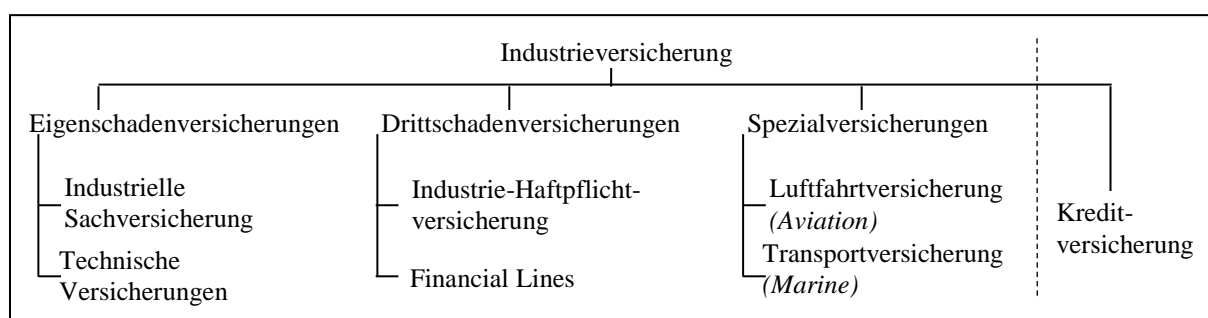 Industrieversicherung
Eigenschadenversicherungen
Industrielle
Sachversicherung
Technische
Versicherungen
Drittschadenversicherungen
Industrie-Haftpflicht-
versicherung
Financial Lines
Spezialversicherungen
Luftfahrtversicherung
(Aviation)
Transportversicherung
(Marine)
Kredit-
versicherung